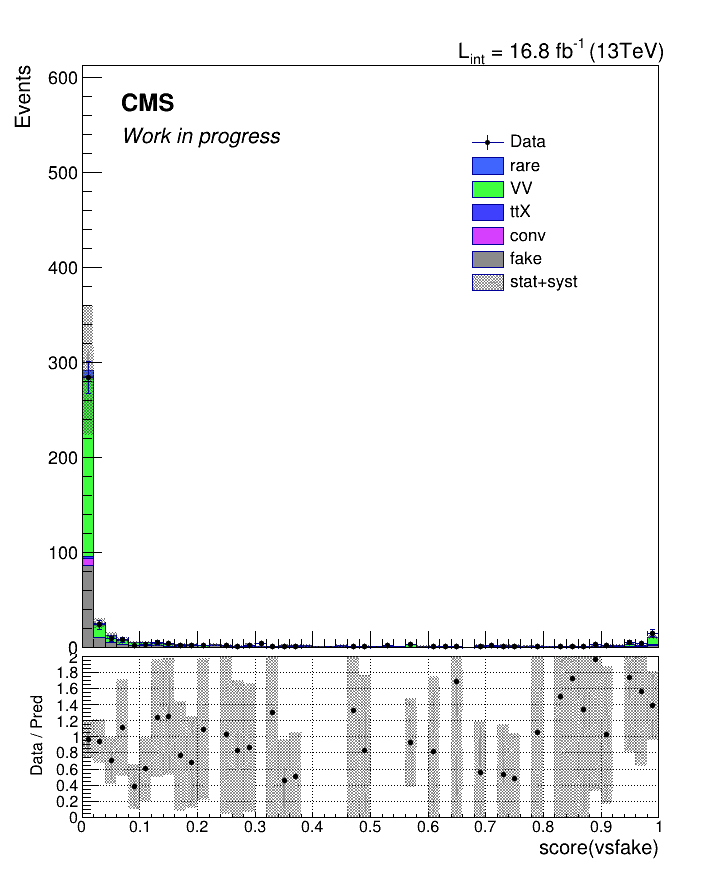 L_int = 16.8 fb^-1 (13TeV)
Events
600
500
400
300
200
100
0
CMS
Work in progress
Data
rare
VV
ttX
conv
fake
stat+syst
Data / Pred
2
1.8
1.6
1.4
1.2
1
0.8
0.6
0.4
0.2
0
0 0.1 0.2 0.3 0.4 0.5 0.6 0.7 0.8 0.9 1
score(vsfake)